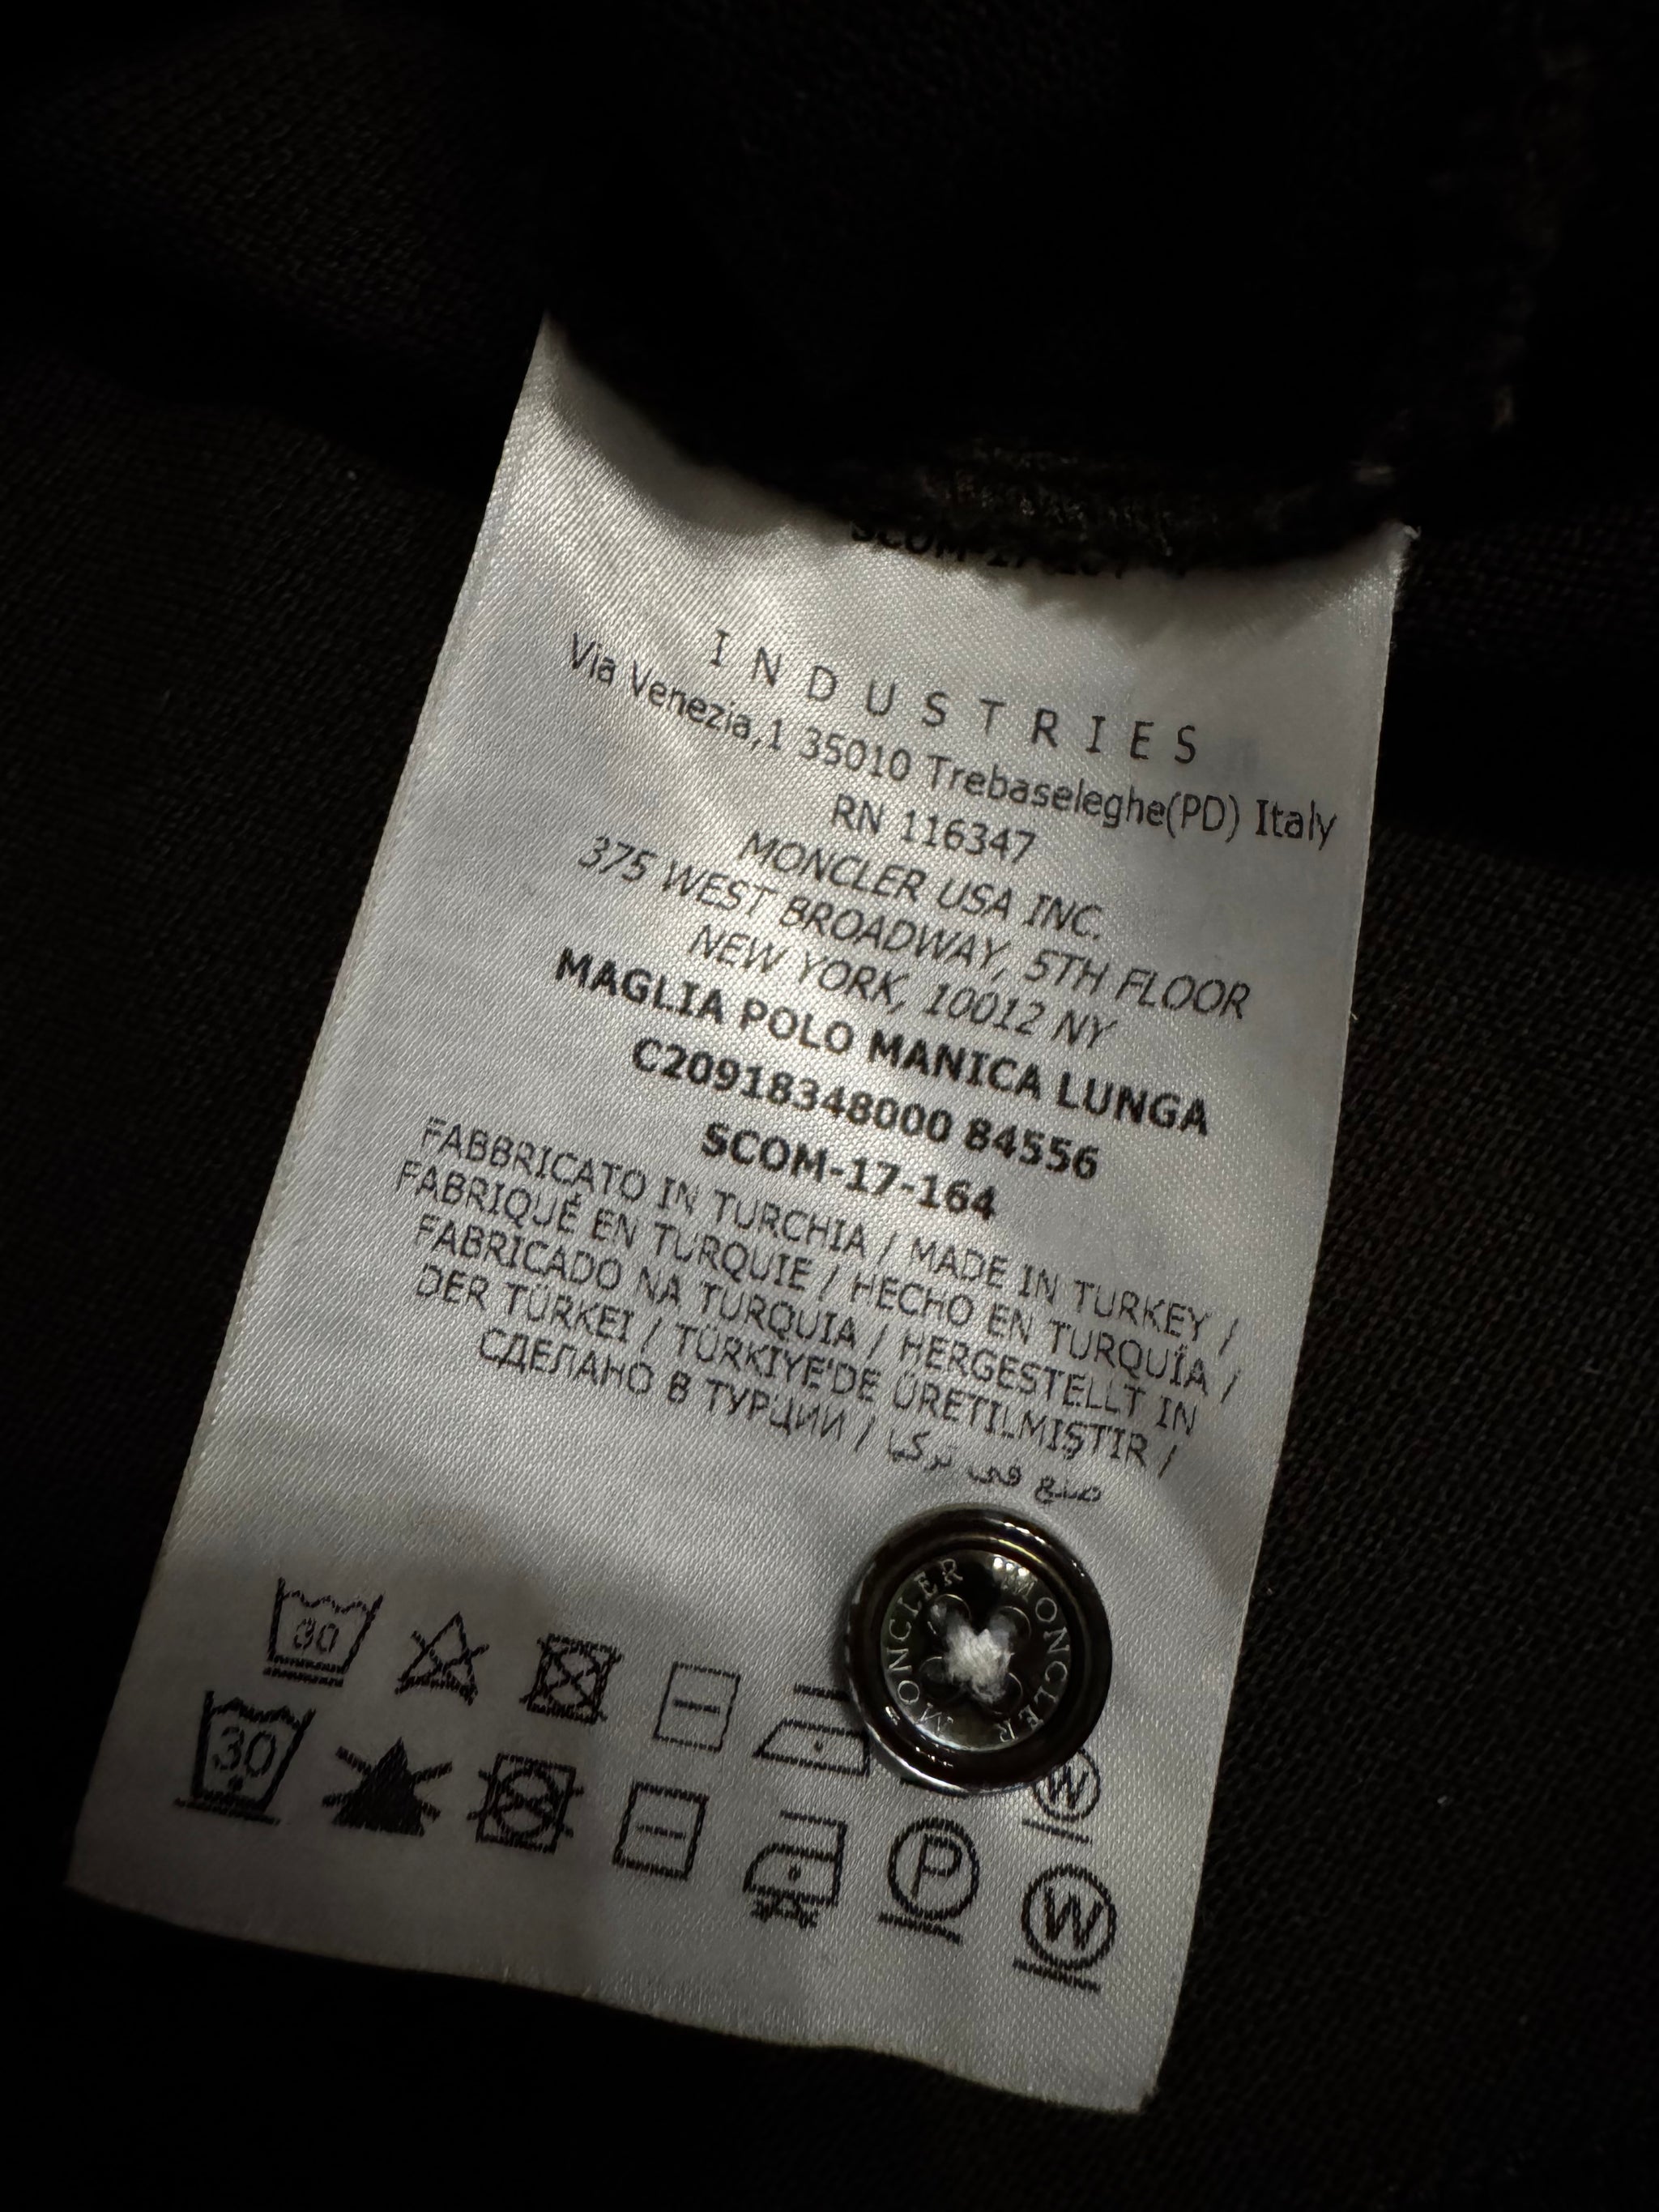 SCOM-17-164
INDUSTRIES
Via Venezia,1 35010 Trebaseleghe(PD) Italy
RN 116347
MONCLER USA INC.
375 WEST BROADWAY, 5TH FLOOR
NEW YORK, 10012 NY
MAGLIA POLO MANICA LUNGA
C20918348000 84556
SCOM-17-164
FABBRICATO IN TURCHIA / MADE IN TURKEY /
FABRIQUÉ EN TURQUIE / HECHO EN TURQUÍA /
FABRICADO NA TURQUIA / HERGESTELLT IN
DER TÜRKEI / TÜRKIYE'DE ÜRETILMIŞTIR /
СДЕЛАНО В ТУРЦИИ / صنع في تركيا
MONCLER MONCLER
30
W
30
P
W